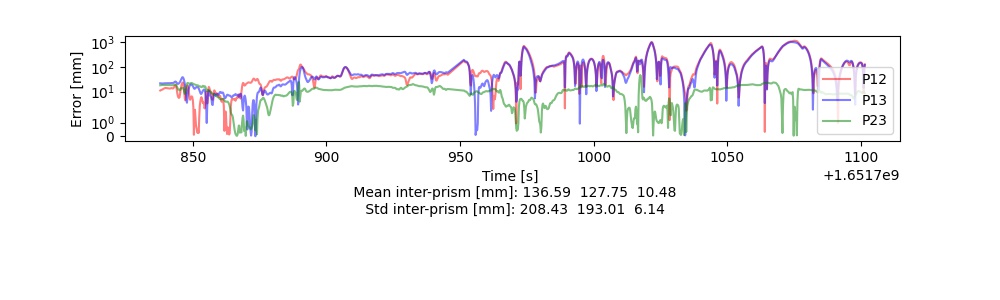 Error [mm]
10³
10²
10¹
10⁰
0
850
900
950
1000
1050
1100
P12
P13
P23
Time [s]
+1.6517e9
Mean inter-prism [mm]: 136.59 127.75 10.48
Std inter-prism [mm]: 208.43 193.01 6.14